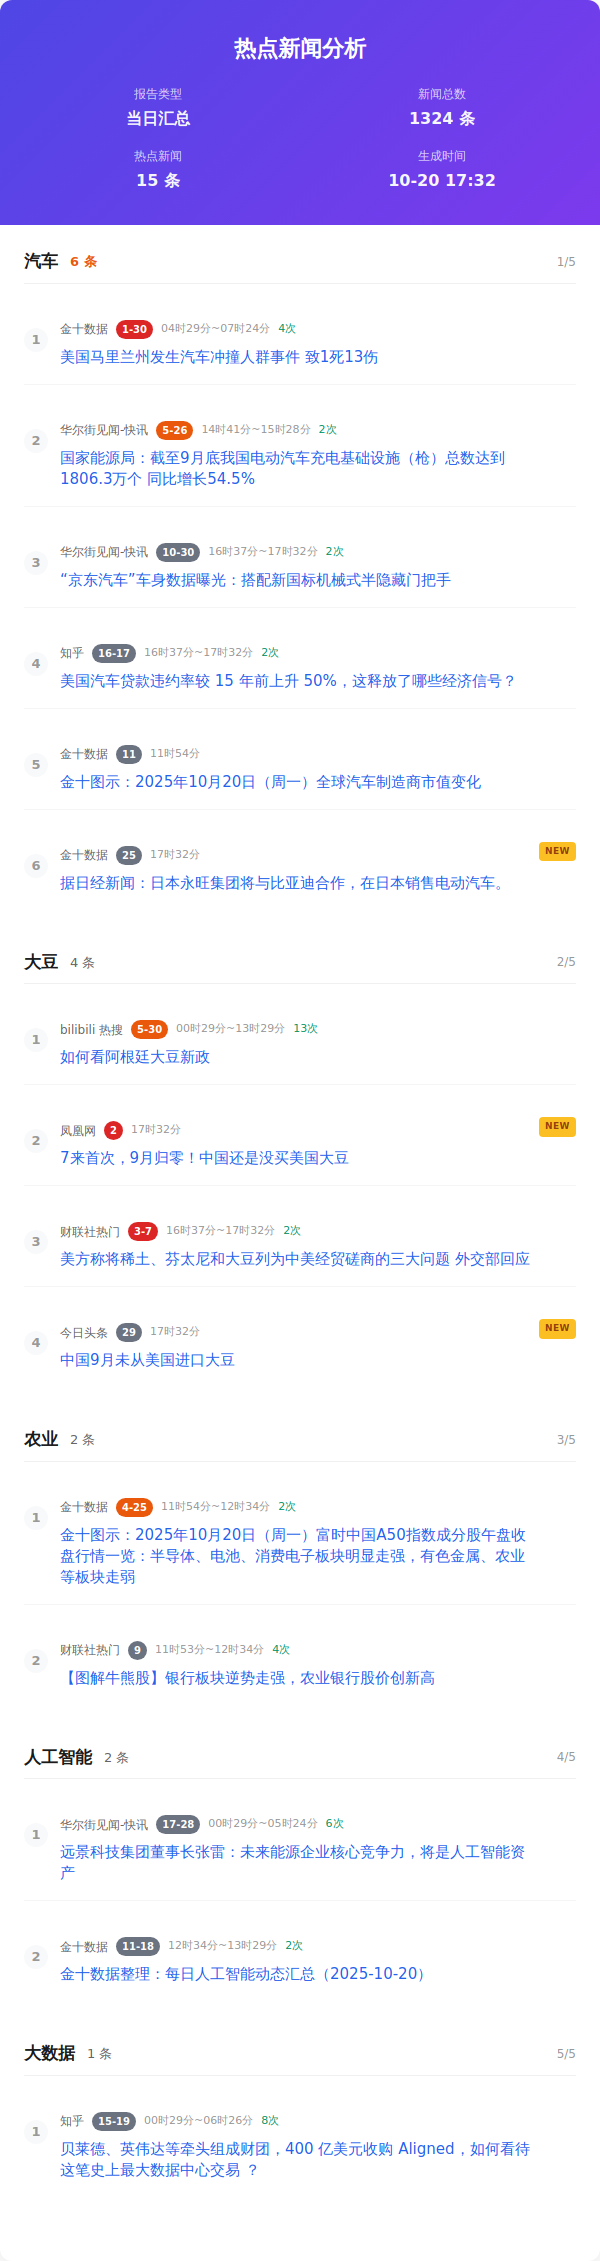 热点新闻分析
报告类型
新闻总数
当日汇总
1324 条
热点新闻
生成时间
15 条
10-20 17:32
汽车 6 条 1/5
1 金十数据 1-30 04时29分~07时24分 4次
美国马里兰州发生汽车冲撞人群事件 致1死13伤
2 华尔街见闻-快讯 5-26 14时41分~15时28分 2次
国家能源局：截至9月底我国电动汽车充电基础设施（枪）总数达到
1806.3万个 同比增长54.5%
3 华尔街见闻-快讯 10-30 16时37分~17时32分 2次
“京东汽车”车身数据曝光：搭配新国标机械式半隐藏门把手
4 知乎 16-17 16时37分~17时32分 2次
美国汽车贷款违约率较 15 年前上升 50%，这释放了哪些经济信号？
5 金十数据 11 11时54分
金十图示：2025年10月20日（周一）全球汽车制造商市值变化
6 金十数据 25 17时32分 NEW
据日经新闻：日本永旺集团将与比亚迪合作，在日本销售电动汽车。
大豆 4 条 2/5
1 bilibili 热搜 5-30 00时29分~13时29分 13次
如何看阿根廷大豆新政
2 凤凰网 2 17时32分 NEW
7来首次，9月归零！中国还是没买美国大豆
3 财联社热门 3-7 16时37分~17时32分 2次
美方称将稀土、芬太尼和大豆列为中美经贸磋商的三大问题 外交部回应
4 今日头条 29 17时32分 NEW
中国9月未从美国进口大豆
农业 2 条 3/5
1 金十数据 4-25 11时54分~12时34分 2次
金十图示：2025年10月20日（周一）富时中国A50指数成分股午盘收
盘行情一览：半导体、电池、消费电子板块明显走强，有色金属、农业
等板块走弱
2 财联社热门 9 11时53分~12时34分 4次
【图解牛熊股】银行板块逆势走强，农业银行股价创新高
人工智能 2 条 4/5
1 华尔街见闻-快讯 17-28 00时29分~05时24分 6次
远景科技集团董事长张雷：未来能源企业核心竞争力，将是人工智能资
产
2 金十数据 11-18 12时34分~13时29分 2次
金十数据整理：每日人工智能动态汇总（2025-10-20）
大数据 1 条 5/5
1 知乎 15-19 00时29分~06时26分 8次
贝莱德、英伟达等牵头组成财团，400 亿美元收购 Aligned，如何看待
这笔史上最大数据中心交易 ？